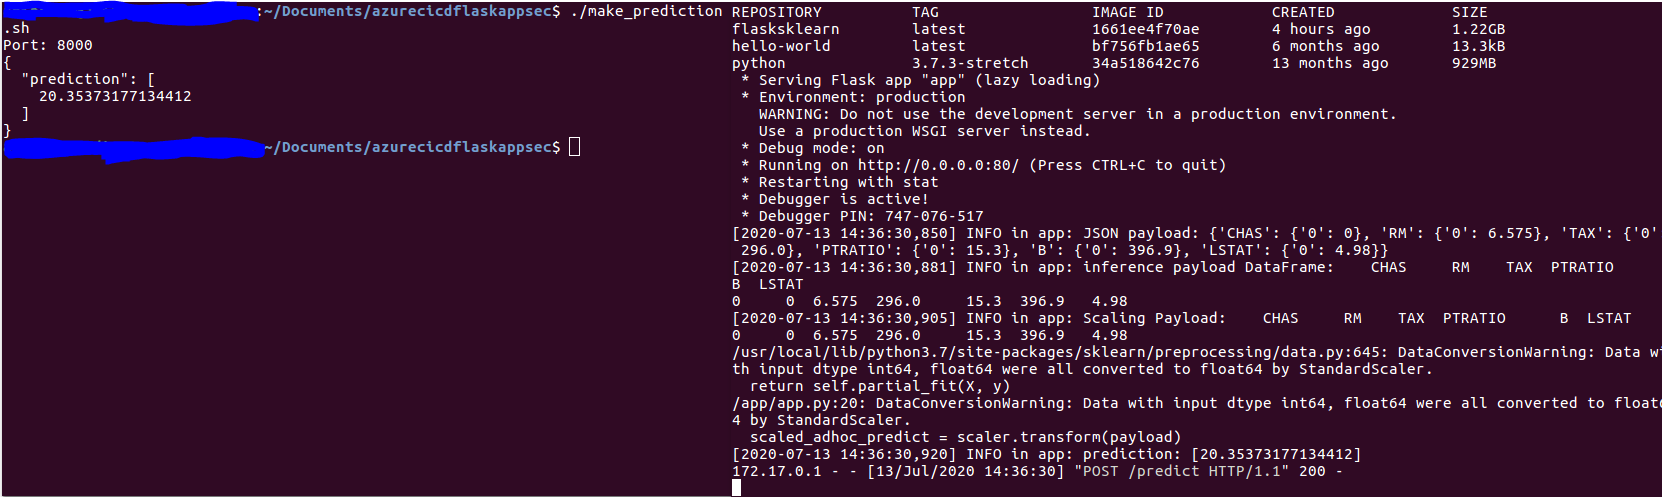 :~/Documents/azurecicdflaskappsec$ ./make_prediction
.sh
Port: 8000
{
  "prediction": [
    20.35373177134412
  ]
}
~/Documents/azurecicdflaskappsec$
REPOSITORY          TAG                 IMAGE ID            CREATED             SIZE
flasksklearn        latest              1661ee4f70ae        4 hours ago         1.22GB
hello-world         latest              bf756fb1ae65        6 months ago        13.3kB
python              3.7.3-stretch       34a518642c76        13 months ago       929MB
 * Serving Flask app "app" (lazy loading)
 * Environment: production
   WARNING: Do not use the development server in a production environment.
   Use a production WSGI server instead.
 * Debug mode: on
 * Running on http://0.0.0.0:80/ (Press CTRL+C to quit)
 * Restarting with stat
 * Debugger is active!
 * Debugger PIN: 747-076-517
[2020-07-13 14:36:30,850] INFO in app: JSON payload: {'CHAS': {'0': 0}, 'RM': {'0': 6.575}, 'TAX': {'0'
 296.0}, 'PTRATIO': {'0': 15.3}, 'B': {'0': 396.9}, 'LSTAT': {'0': 4.98}}
[2020-07-13 14:36:30,881] INFO in app: inference payload DataFrame:    CHAS     RM    TAX  PTRATIO
B  LSTAT
0     0  6.575  296.0     15.3  396.9   4.98
[2020-07-13 14:36:30,905] INFO in app: Scaling Payload:    CHAS     RM    TAX  PTRATIO      B  LSTAT
0     0  6.575  296.0     15.3  396.9   4.98
/usr/local/lib/python3.7/site-packages/sklearn/preprocessing/data.py:645: DataConversionWarning: Data wi
th input dtype int64, float64 were all converted to float64 by StandardScaler.
  return self.partial_fit(X, y)
/app/app.py:20: DataConversionWarning: Data with input dtype int64, float64 were all converted to float6
4 by StandardScaler.
  scaled_adhoc_predict = scaler.transform(payload)
[2020-07-13 14:36:30,920] INFO in app: prediction: [20.35373177134412]
172.17.0.1 - - [13/Jul/2020 14:36:30] "POST /predict HTTP/1.1" 200 -